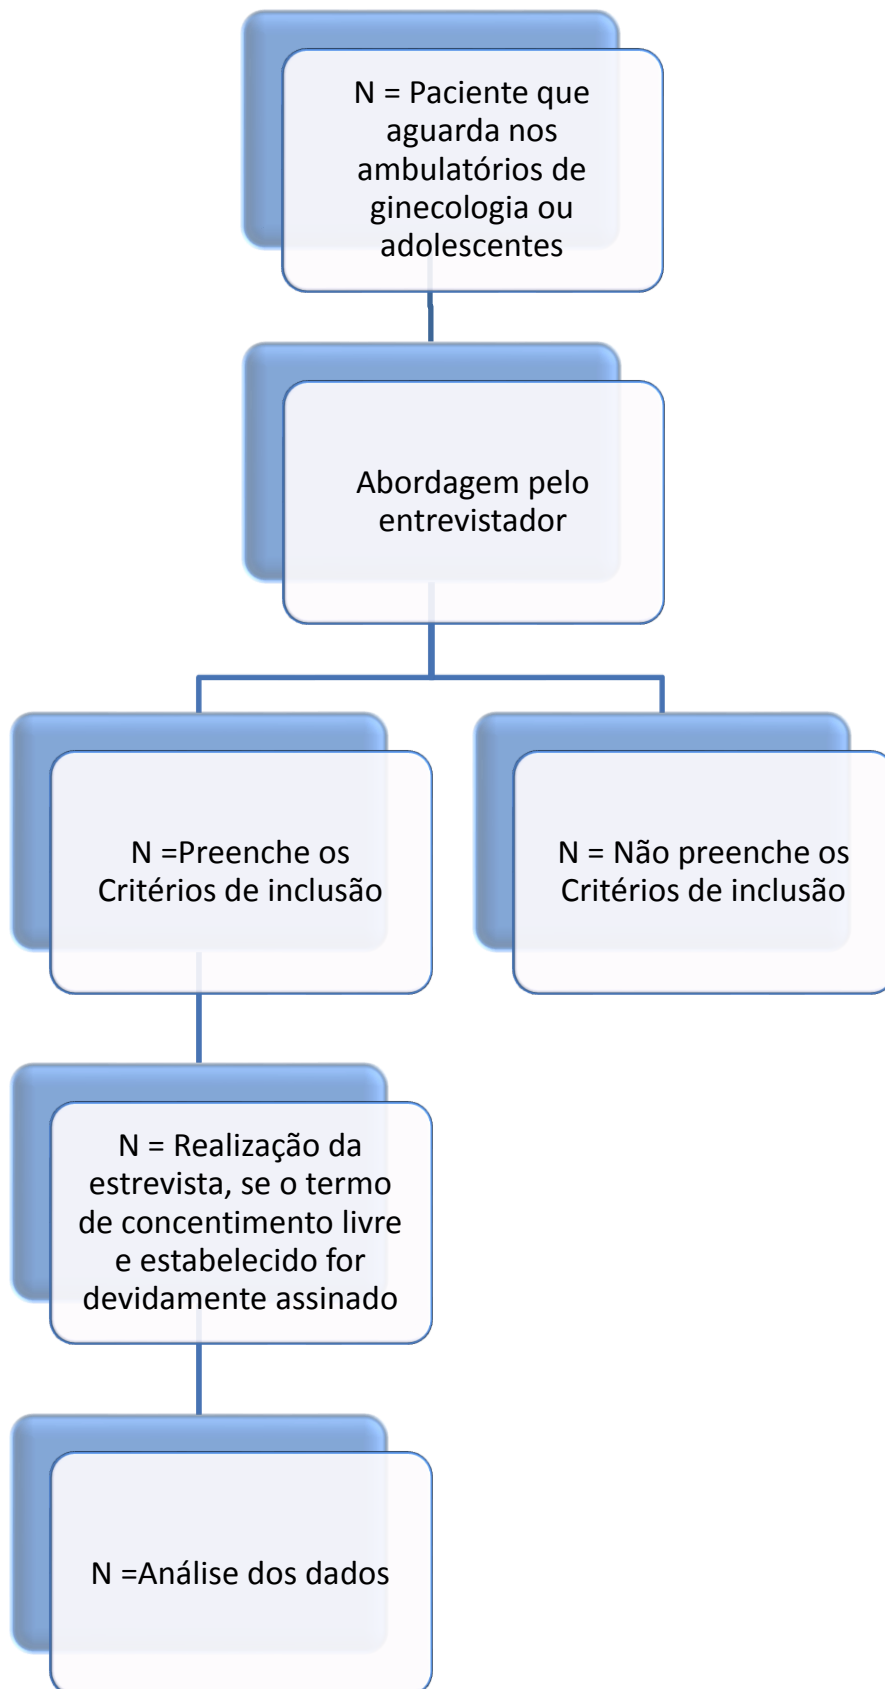 N = Paciente que
aguarda nos
ambulatórios de
ginecologia ou
adolescentes
Abordagem pelo
entrevistador
N =Preenche os
Critérios de inclusão
N = Não preenche os
Critérios de inclusão
N = Realização da
estrevista, se o termo
de concentimento livre
e estabelecido for
devidamente assinado
N =Análise dos dados